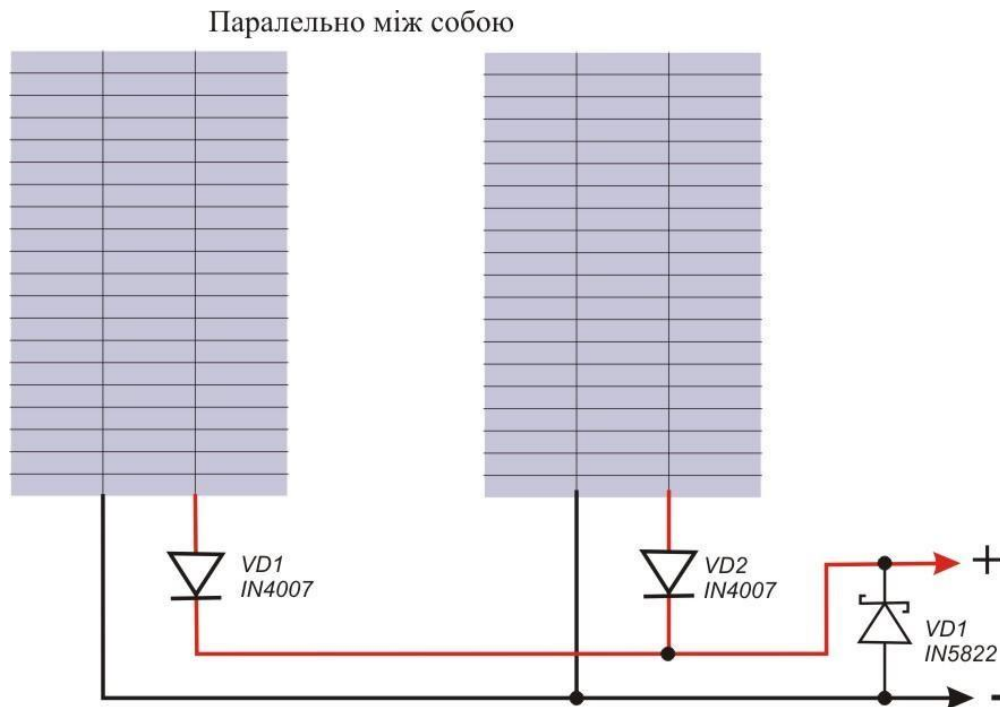 Паралельно між собою
VD1
IN4007
VD2
IN4007
+
VD1
IN5822
-